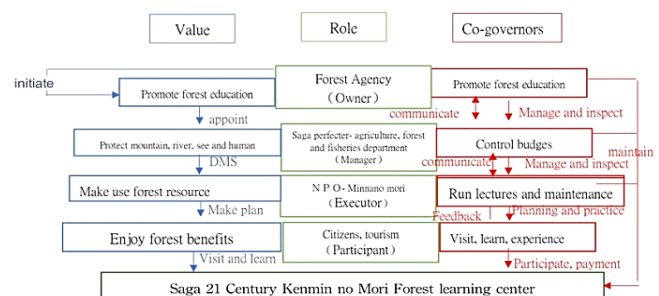 Value
Role
Co-governors
initiate
Promote forest education
Forest Agency
(Owner)
Promote forest education
appoint
communicate
Manage and inspect
Protect mountain, river, see and human
Saga perfecter- agriculture, forest
and fisheries department
(Manager)
Control budges
maintain
DMS
communicate
Manage and inspect
Make use forest resource
N P O- Minnano mori
(Executor)
Run lectures and maintenance
Make plan
Feedback
Planning and practice
Enjoy forest benefits
Citizens, tourism
(Participant)
Visit, learn, experience
Visit and learn
Participate, payment
Saga 21 Century Kenmin no Mori Forest learning center